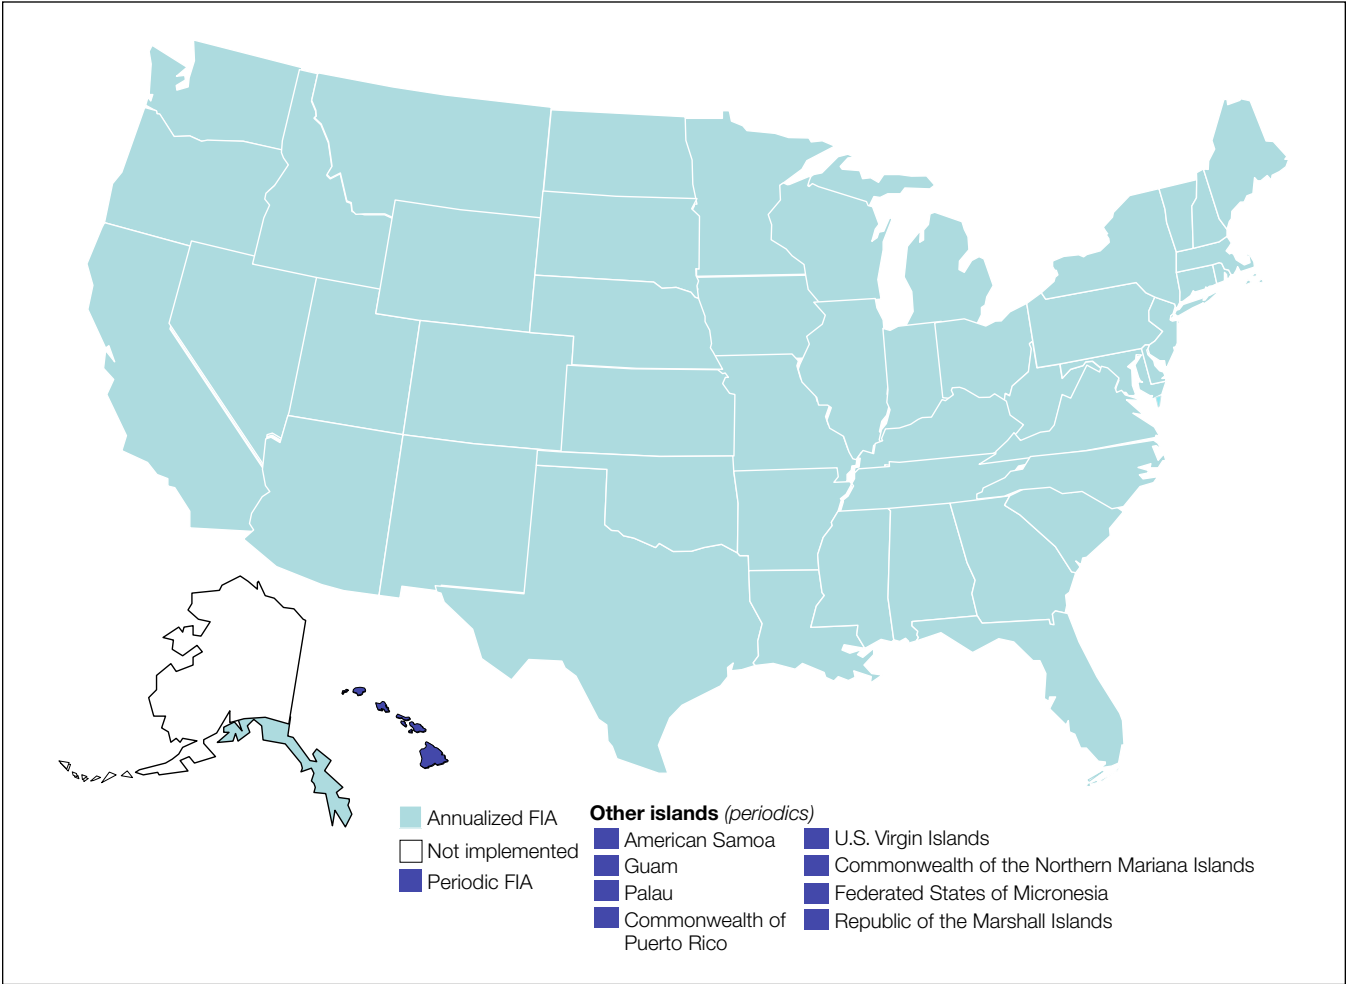 Annualized FIA
Not implemented
Periodic FIA
Other islands (periodics)
American Samoa
Guam
Palau
Commonwealth of
Puerto Rico
U.S. Virgin Islands
Commonwealth of the Northern Mariana Islands
Federated States of Micronesia
Republic of the Marshall Islands